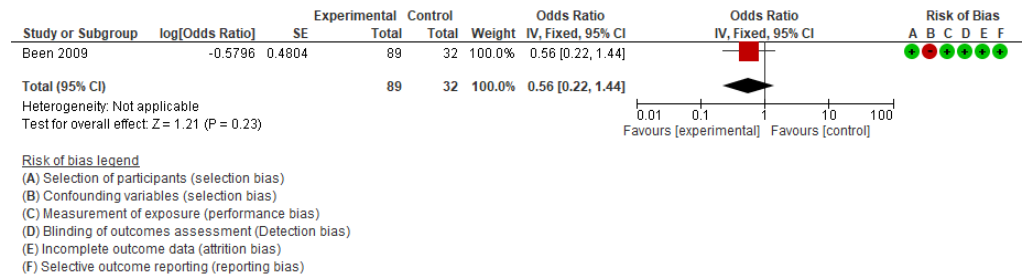 Experimental Control Odds Ratio Odds Ratio Risk of Bias
Study or Subgroup log[Odds Ratio] SE Total Total Weight IV, Fixed, 95% CI IV, Fixed, 95% CI A B C D E F
Been 2009 -0.5796 0.4804 89 32 100.0% 0.56 [0.22, 1.44] + - + + + +
Total (95% CI) 89 32 100.0% 0.56 [0.22, 1.44]
Heterogeneity: Not applicable
Test for overall effect: Z = 1.21 (P = 0.23)
0.01 0.1 1 10 100
Favours [experimental] Favours [control]
Risk of bias legend
(A) Selection of participants (selection bias)
(B) Confounding variables (selection bias)
(C) Measurement of exposure (performance bias)
(D) Blinding of outcomes assessment (Detection bias)
(E) Incomplete outcome data (attrition bias)
(F) Selective outcome reporting (reporting bias)